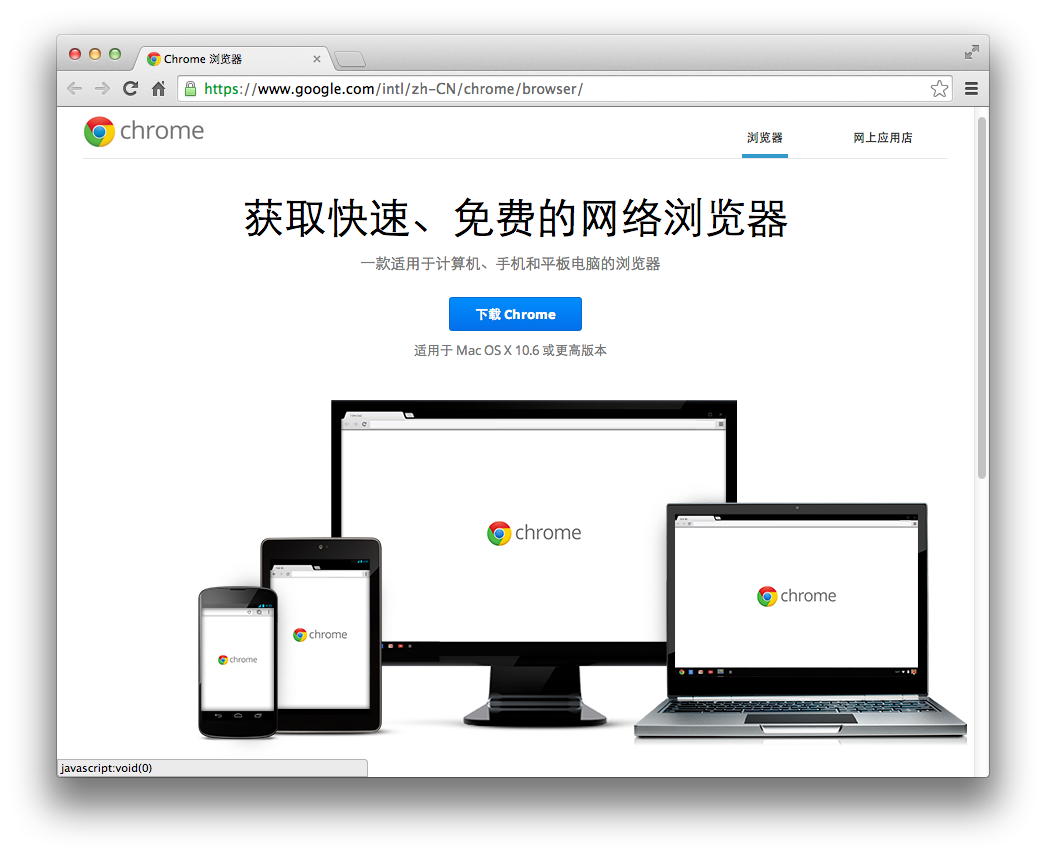 Chrome 浏览器
https://www.google.com/intl/zh-CN/chrome/browser/
chrome
浏览器
网上应用店
获取快速、免费的网络浏览器
一款适用于计算机、手机和平板电脑的浏览器
下载 Chrome
适用于 Mac OS X 10.6 或更高版本
chrome
chrome
chrome
chrome
javascript:void(0)